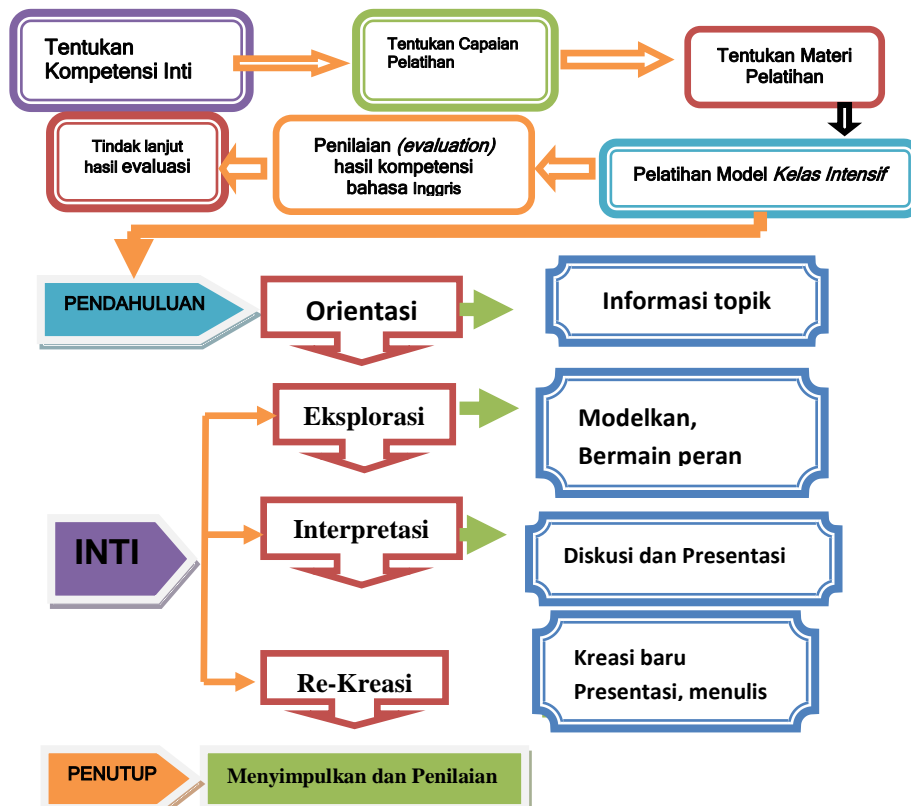 Tentukan
Kompetensi Inti
Tentukan Capaian
Pelatihan
Tentukan Materi
Pelatihan
Tindak lanjut
hasil evaluasi
Penilaian (evaluation)
hasil kompetensi
bahasa Inggris
Pelatihan Model Kelas Intensif
PENDAHULUAN
Orientasi
Informasi topik
Eksplorasi
Modelkan,
Bermain peran
INTI
Interpretasi
Diskusi dan Presentasi
Re-Kreasi
Kreasi baru
Presentasi, menulis
PENUTUP
Menyimpulkan dan Penilaian